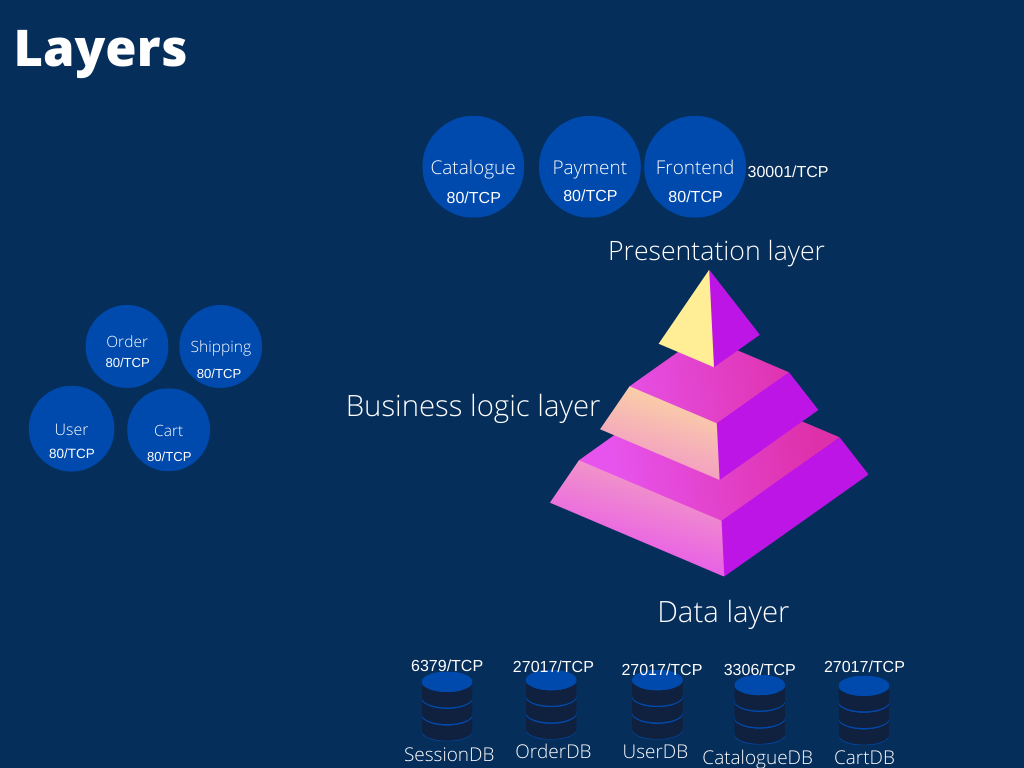 Layers
Catalogue
80/TCP
Payment
80/TCP
Frontend
80/TCP
30001/TCP
Presentation layer
Order
80/TCP
Shipping
80/TCP
User
80/TCP
Cart
80/TCP
Business logic layer
Data layer
6379/TCP
SessionDB
27017/TCP
OrderDB
27017/TCP
UserDB
3306/TCP
CatalogueDB
27017/TCP
CartDB